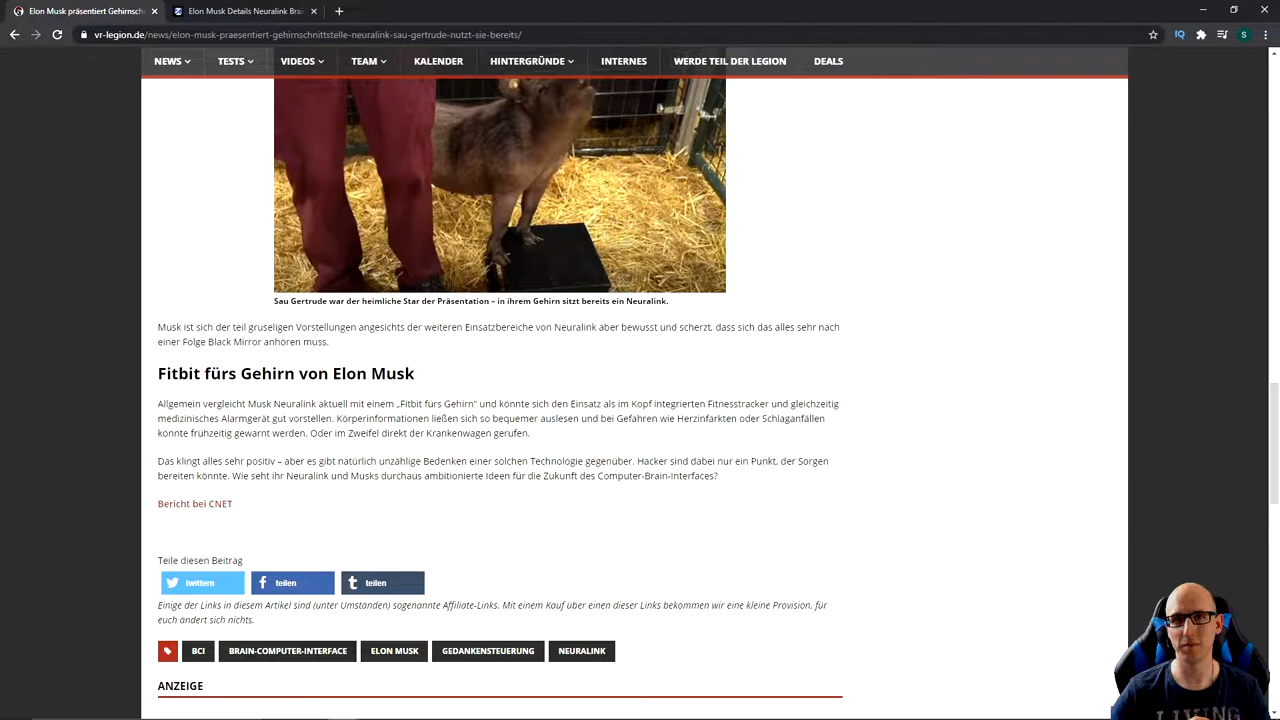 Elon Musk präsentiert Gehirnsch
Elon Musk Details Neuralink Brai
vr-legion.de/news/elon-musk-praesentiert-gehirnschnittstelle-neuralink-sau-gertrude-nutzt-sie-bereits/
S
NEWS TESTS VIDEOS TEAM KALENDER HINTERGRÜNDE INTERNES WERDE TEIL DER LEGION DEALS
Sau Gertrude war der heimliche Star der Präsentation – in ihrem Gehirn sitzt bereits ein Neuralink.
Musk ist sich der teil gruseligen Vorstellungen angesichts der weiteren Einsatzbereiche von Neuralink aber bewusst und scherzt, dass sich das alles sehr nach
einer Folge Black Mirror anhören muss.
Fitbit fürs Gehirn von Elon Musk
Allgemein vergleicht Musk Neuralink aktuell mit einem „Fitbit fürs Gehirn“ und könnte sich den Einsatz als im Kopf integrierten Fitnesstracker und gleichzeitig
medizinisches Alarmgerät gut vorstellen. Körperinformationen ließen sich so bequemer auslesen und bei Gefahren wie Herzinfarkten oder Schlaganfällen
könnte frühzeitig gewarnt werden. Oder im Zweifel direkt der Krankenwagen gerufen.
Das klingt alles sehr positiv – aber es gibt natürlich unzählige Bedenken einer solchen Technologie gegenüber. Hacker sind dabei nur ein Punkt, der Sorgen
bereiten könnte. Wie seht ihr Neuralink und Musks durchaus ambitionierte Ideen für die Zukunft des Computer-Brain-Interfaces?
Bericht bei CNET
Teile diesen Beitrag
twittern teilen teilen
Einige der Links in diesem Artikel sind (unter Umständen) sogenannte Affiliate-Links. Mit einem Kauf über einen dieser Links bekommen wir eine kleine Provision, für
euch ändert sich nichts.
BCI BRAIN-COMPUTER-INTERFACE ELON MUSK GEDANKENSTEUERUNG NEURALINK
ANZEIGE
LIVING